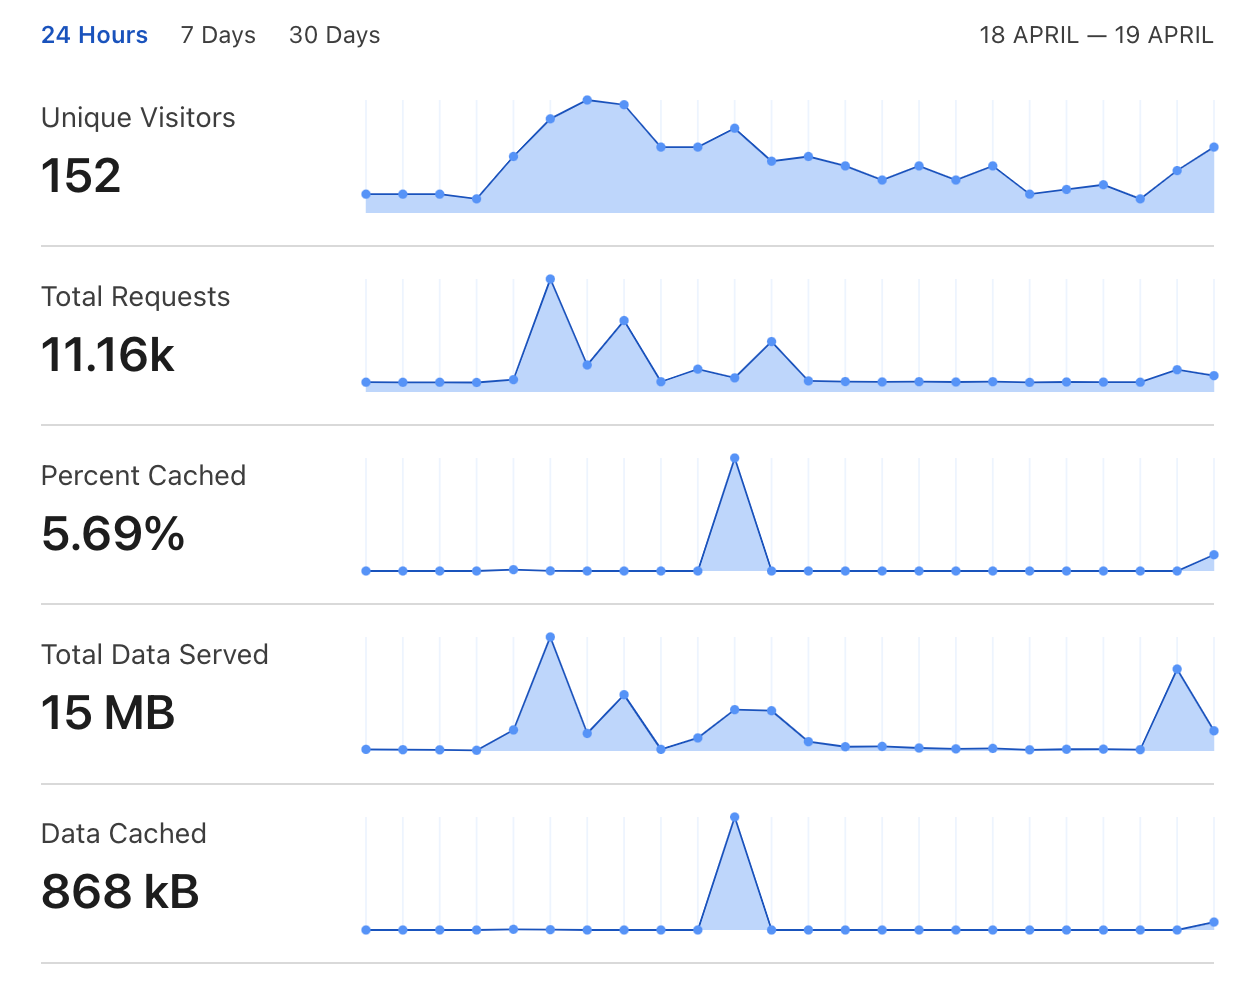 24 Hours 7 Days 30 Days 18 APRIL — 19 APRIL
Unique Visitors
152
Total Requests
11.16k
Percent Cached
5.69%
Total Data Served
15 MB
Data Cached
868 kB